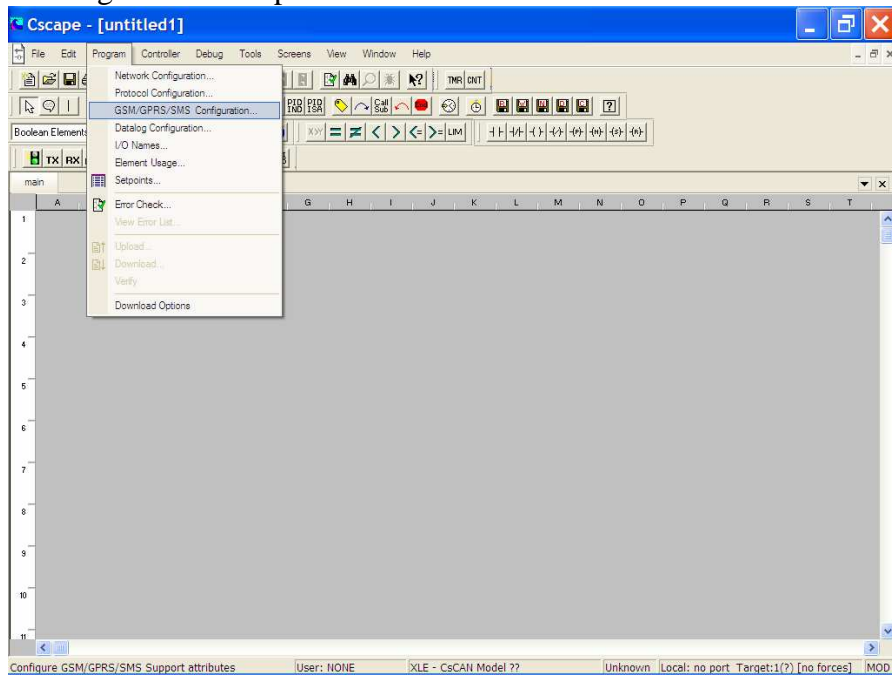 Cscape - [untitled1]
File Edit Program Controller Debug Tools Screens View Window Help
Network Configuration...
Protocol Configuration...
GSM/GPRS/SMS Configuration...
Datalog Configuration...
I/O Names...
Element Usage...
Setpoints...
Error Check...
View Error List...
Upload...
Download...
Verify
Download Options
TMR CNT
PID IND PID ISA Call Sub
Boolean Elements
X>Y = ≠ < > <= >= LIM
TX RX
main
A G H I J K L M N O P Q R S T
1
2
3
4
5
6
7
8
9
10
11
Configure GSM/GPRS/SMS Support attributes User: NONE XLE - CsCAN Model ?? Unknown Local: no port Target:1(?) [no forces] MOD